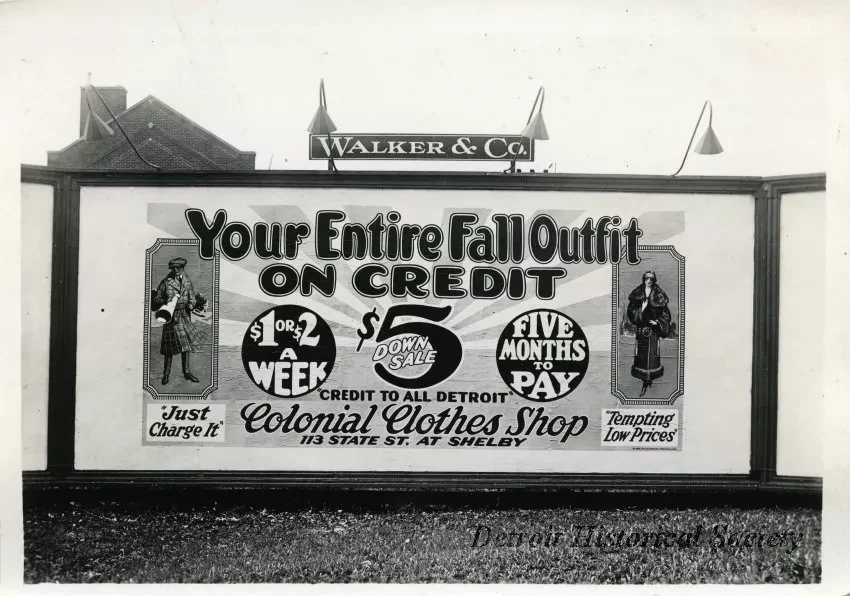 WALKER & CO.
Your Entire Fall Outfit
ON CREDIT
$1 OR $2
A
WEEK
$5
DOWN
SALE
FIVE
MONTHS
TO
PAY
"CREDIT TO ALL DETROIT"
"Just
Charge It"
Colonial Clothes Shop
113 STATE ST. AT SHELBY
"Tempting
Low Prices"
Detroit Historical Society